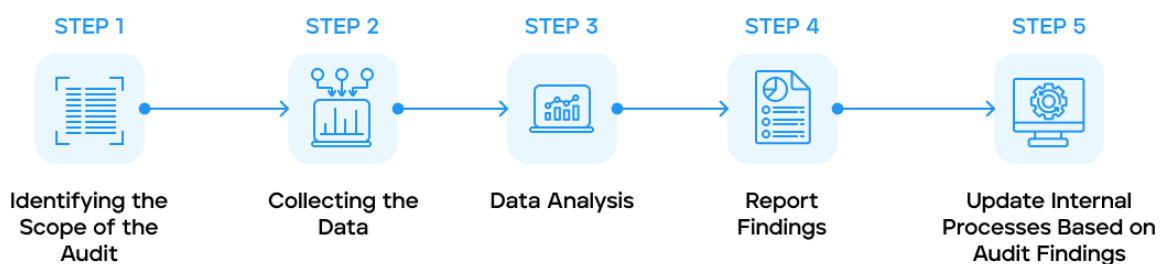 STEP 1
STEP 2
STEP 3
STEP 4
STEP 5
Identifying the
Scope of the
Audit
Collecting the
Data
Data Analysis
Report
Findings
Update Internal
Processes Based on
Audit Findings